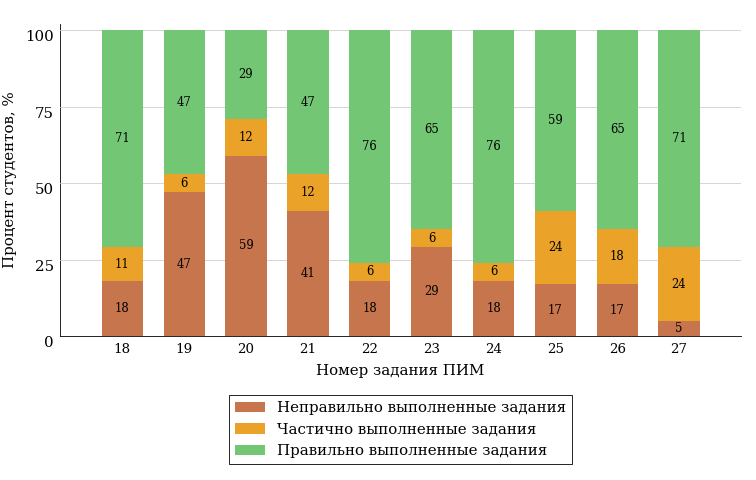 100
75
50
25
0
Процент студентов, %
71 47 29 47 76 65 76 59 65 71
11 6 12 12 6 6 6 24 18 24
18 47 59 41 18 29 18 17 17 5
18 19 20 21 22 23 24 25 26 27
Номер задания ПИМ
Неправильно выполненные задания
Частично выполненные задания
Правильно выполненные задания